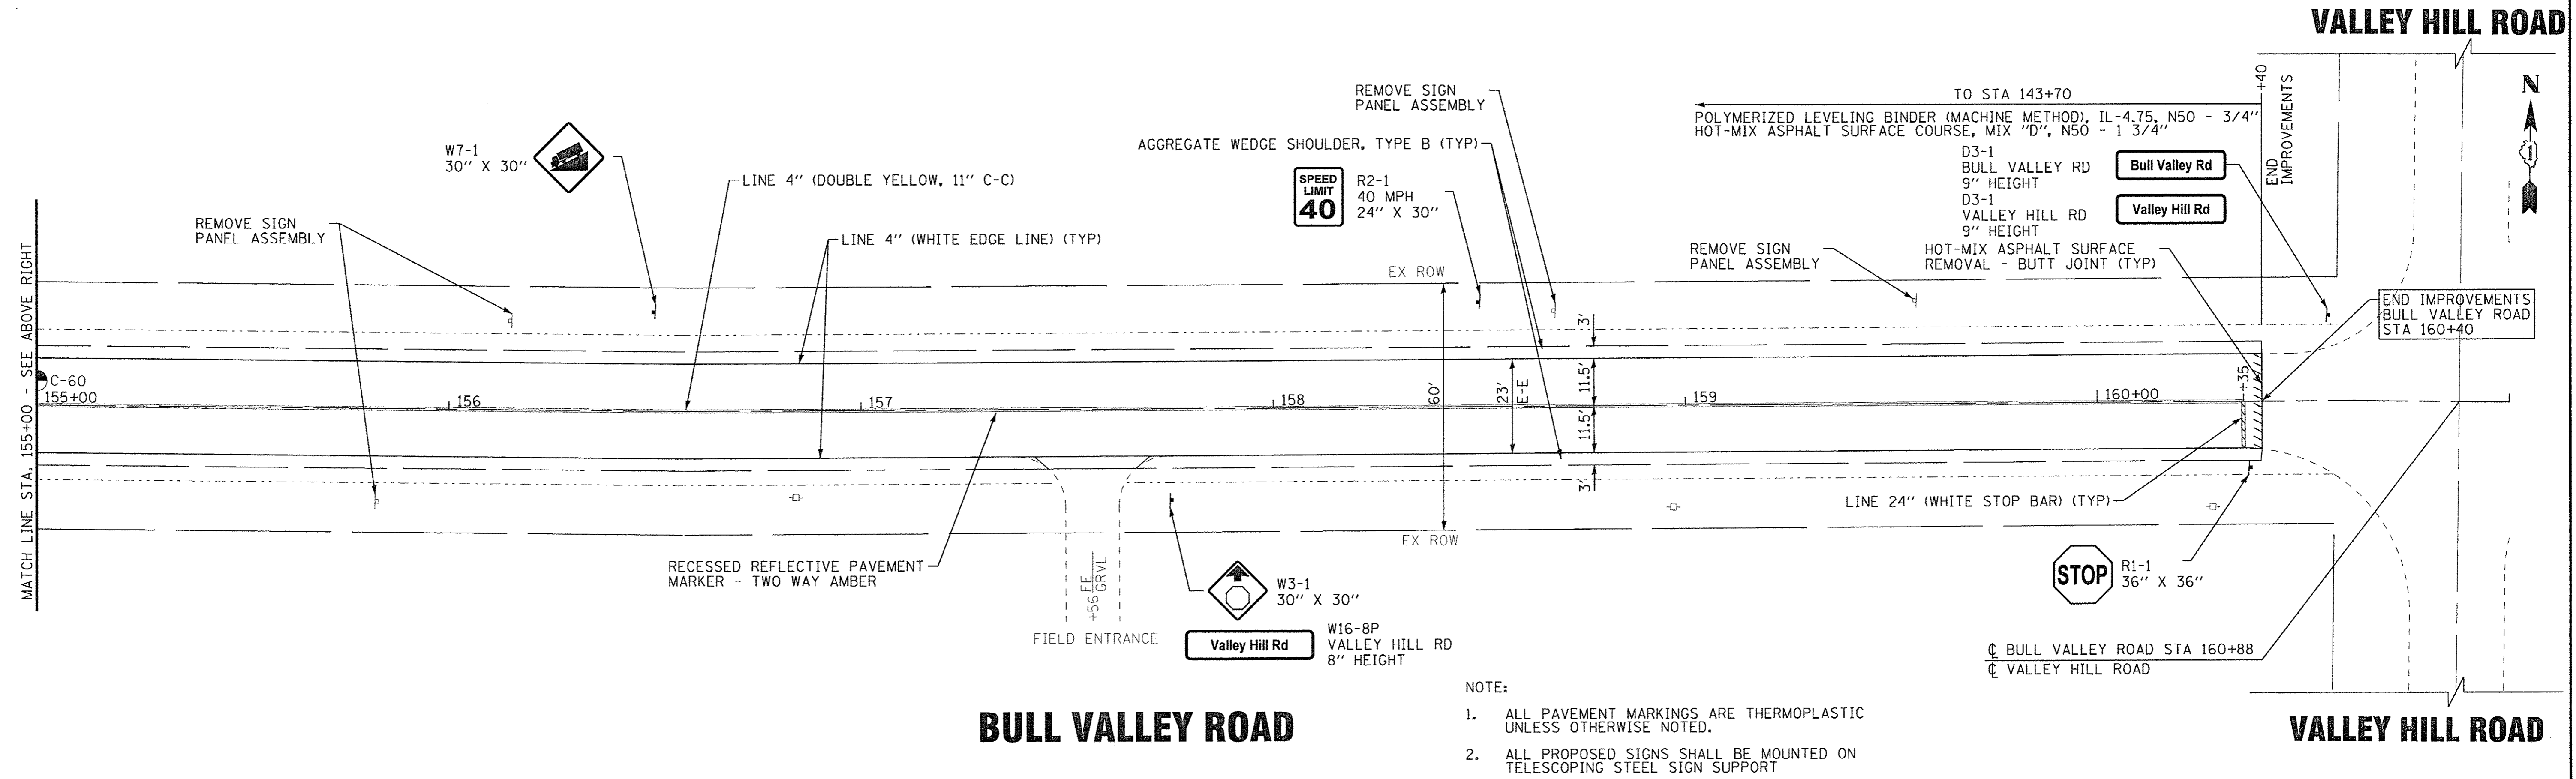 VALLEY HILL ROAD
REMOVE SIGN
PANEL ASSEMBLY
TO STA 143+70
+40
END
IMPROVEMENTS
N
1
POLYMERIZED LEVELING BINDER (MACHINE METHOD), IL-4.75, N50 - 3/4"
HOT-MIX ASPHALT SURFACE COURSE, MIX "D", N50 - 1 3/4"
AGGREGATE WEDGE SHOULDER, TYPE B (TYP)
W7-1
30" X 30"
D3-1
BULL VALLEY RD
9" HEIGHT
Bull Valley Rd
D3-1
VALLEY HILL RD
9" HEIGHT
Valley Hill Rd
LINE 4" (DOUBLE YELLOW, 11" C-C)
SPEED
LIMIT
40
R2-1
40 MPH
24" X 30"
REMOVE SIGN
PANEL ASSEMBLY
LINE 4" (WHITE EDGE LINE) (TYP)
REMOVE SIGN
PANEL ASSEMBLY
HOT-MIX ASPHALT SURFACE
REMOVAL - BUTT JOINT (TYP)
EX ROW
END IMPROVEMENTS
BULL VALLEY ROAD
STA 160+40
MATCH LINE STA. 155+00 - SEE ABOVE RIGHT
3'
C-60
155+00
156
157
158
60'
23'
E-E
11.5'
11.5'
159
160+00
+35
3'
LINE 24" (WHITE STOP BAR) (TYP)
EX ROW
RECESSED REFLECTIVE PAVEMENT
MARKER - TWO WAY AMBER
+56
FE
GRVL
FIELD ENTRANCE
W3-1
30" X 30"
STOP
R1-1
36" X 36"
Valley Hill Rd
W16-8P
VALLEY HILL RD
8" HEIGHT
℄ BULL VALLEY ROAD STA 160+88
℄ VALLEY HILL ROAD
BULL VALLEY ROAD
NOTE:
1. ALL PAVEMENT MARKINGS ARE THERMOPLASTIC
UNLESS OTHERWISE NOTED.
2. ALL PROPOSED SIGNS SHALL BE MOUNTED ON
TELESCOPING STEEL SIGN SUPPORT
VALLEY HILL ROAD